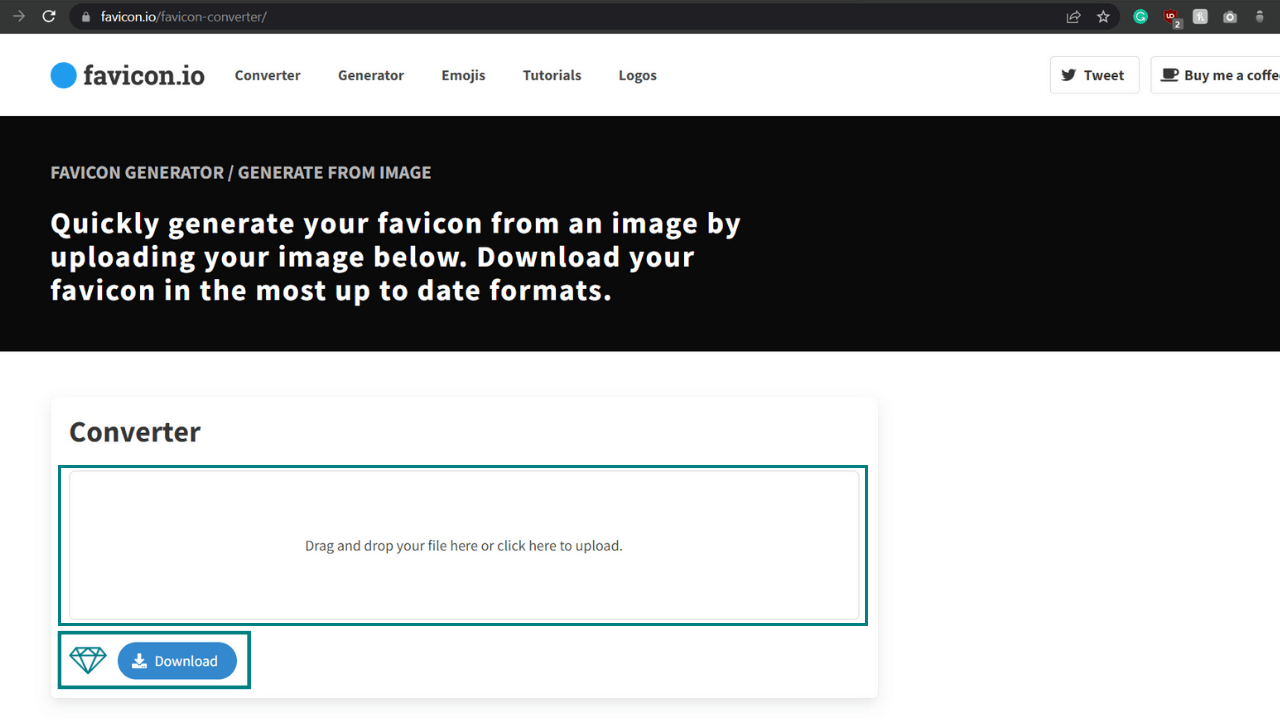 favicon.io/favicon-converter/
2
favicon.io
Converter
Generator
Emojis
Tutorials
Logos
Tweet
Buy me a coffe
FAVICON GENERATOR / GENERATE FROM IMAGE
Quickly generate your favicon from an image by
uploading your image below. Download your
favicon in the most up to date formats.
Converter
Drag and drop your file here or click here to upload.
Download